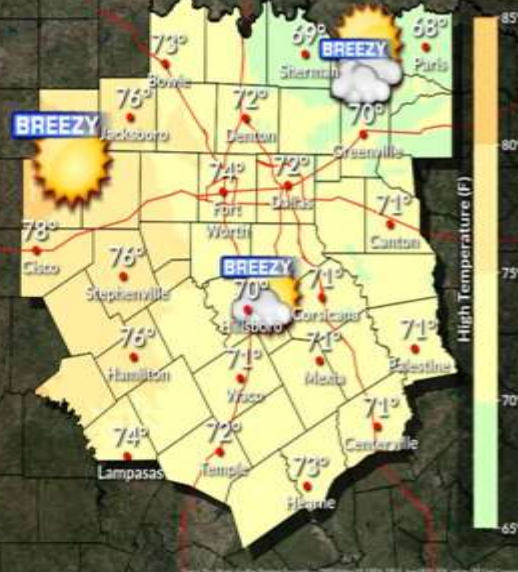 85°
68°
69°
73°
BREEZY
Sherman
Paris
Bowie
76°
72°
70°
BREEZY
Jacksboro
Denton
80°
Greenville
74°
72°
Fort
Worth
Dallas
71°
Canton
78°
Cisco
76°
Stephenville
BREEZY
75°
70°
71°
Hillsboro
Corsicana
High Temperature (F)
76°
Hamilton
71°
Waco
71°
Mexia
71°
Palestine
70°
74°
Lampasas
72°
Temple
71°
Centerville
73°
Hearne
65°